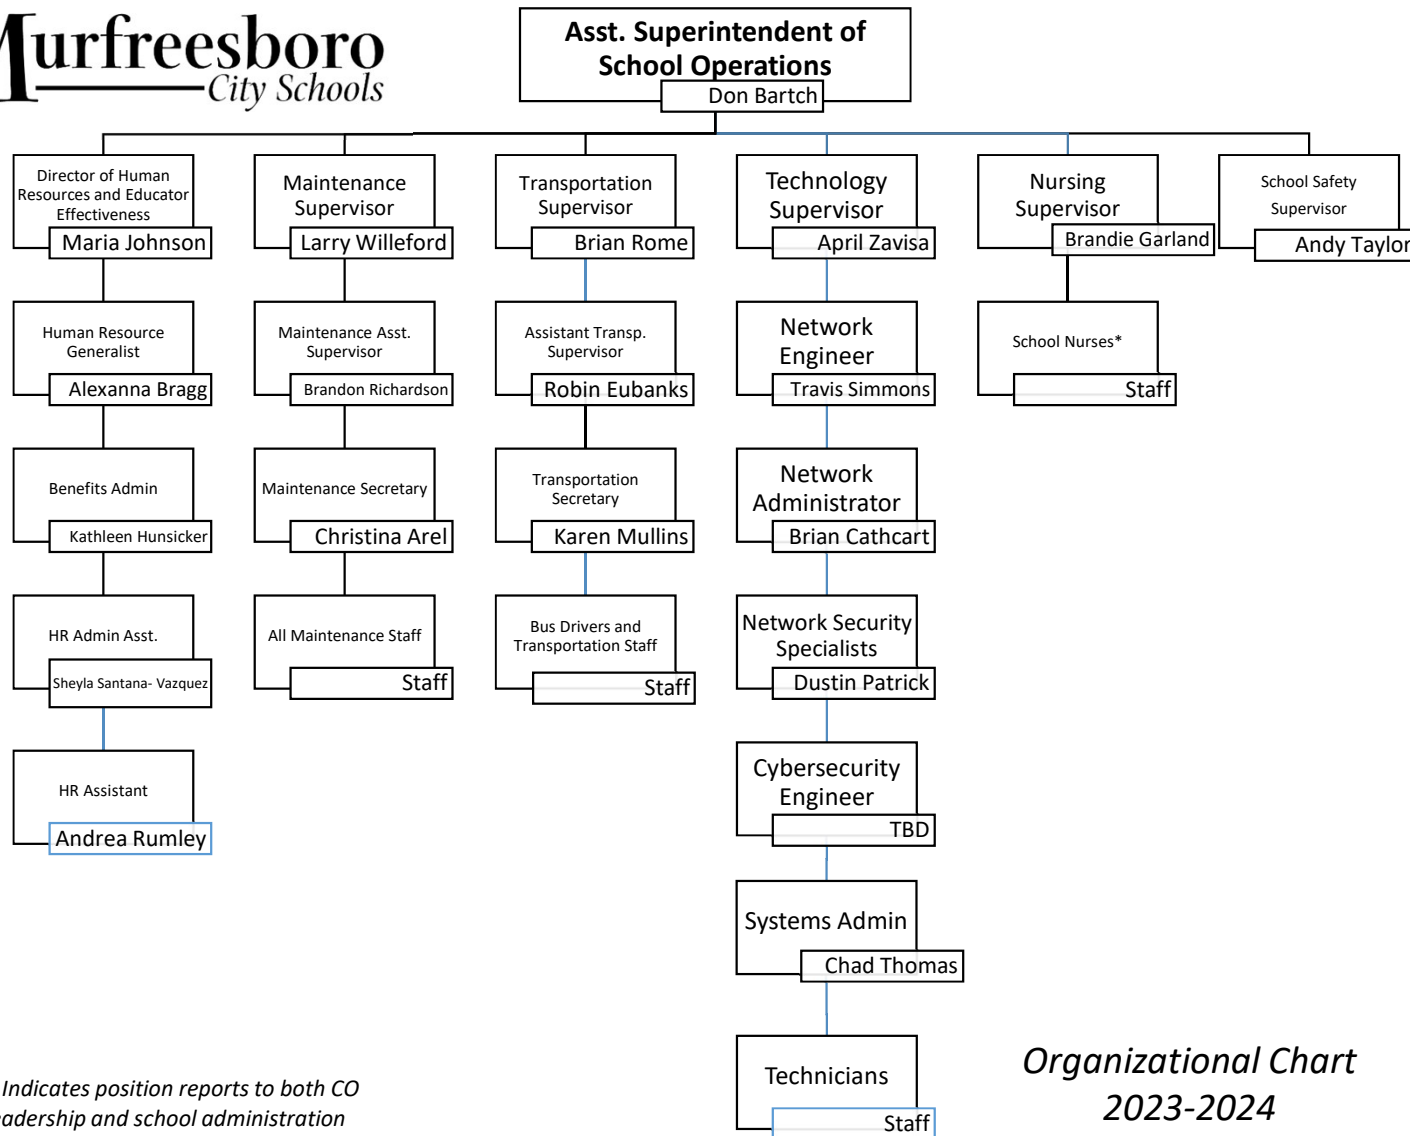 Murfreesboro
City Schools
Asst. Superintendent of
School Operations
Don Bartch
Director of Human
Resources and Educator
Effectiveness
Maria Johnson
Maintenance
Supervisor
Larry Willeford
Transportation
Supervisor
Brian Rome
Technology
Supervisor
April Zavisa
Nursing
Supervisor
Brandie Garland
School Safety
Supervisor
Andy Taylor
Human Resource
Generalist
Alexanna Bragg
Maintenance Asst.
Supervisor
Brandon Richardson
Assistant Transp.
Supervisor
Robin Eubanks
Network
Engineer
Travis Simmons
School Nurses*
Staff
Benefits Admin
Kathleen Hunsicker
Maintenance Secretary
Christina Arel
Transportation
Secretary
Karen Mullins
Network
Administrator
Brian Cathcart
HR Admin Asst.
Sheyla Santana- Vazquez
All Maintenance Staff
Staff
Bus Drivers and
Transportation Staff
Staff
Network Security
Specialists
Dustin Patrick
HR Assistant
Andrea Rumley
Cybersecurity
Engineer
TBD
Systems Admin
Chad Thomas
Technicians
Staff
Indicates position reports to both CO
eadership and school administration
Organizational Chart
2023-2024